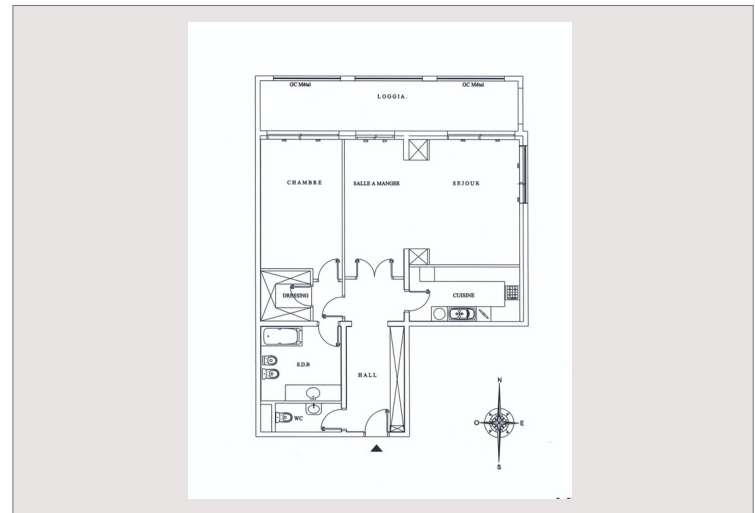 GC Métal
GC Métal
LOGGIA.
CHAMBRE
SALLE A MANGER
SEJOUR
DRESSING
CUISINE
S.D.B
HALL
WC
N
O
E
S